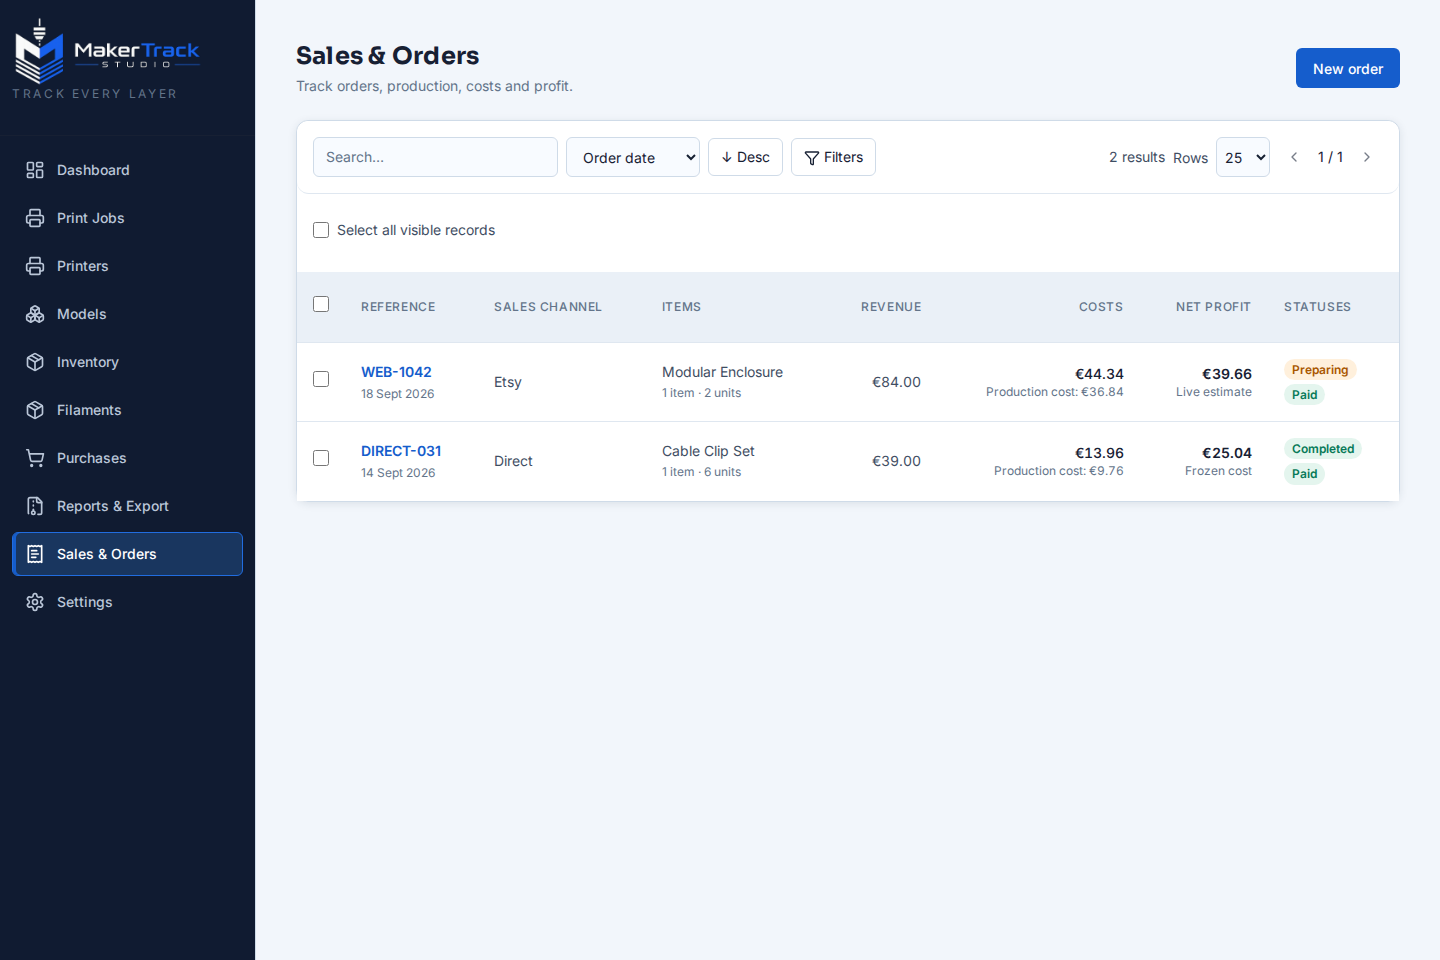 MakerTrack
STUDIO
TRACK EVERY LAYER
Dashboard
Print Jobs
Printers
Models
Inventory
Filaments
Purchases
Reports & Export
Sales & Orders
Settings
Sales & Orders
Track orders, production, costs and profit.
New order
Search...
Order date
↓ Desc
Filters
2 results
Rows
25
1 / 1
Select all visible records
REFERENCE SALES CHANNEL ITEMS REVENUE COSTS NET PROFIT STATUSES
WEB-1042 Etsy Modular Enclosure €84.00 €44.34 €39.66 Preparing
18 Sept 2026 1 item · 2 units Production cost: €36.84 Live estimate Paid
DIRECT-031 Direct Cable Clip Set €39.00 €13.96 €25.04 Completed
14 Sept 2026 1 item · 6 units Production cost: €9.76 Frozen cost Paid